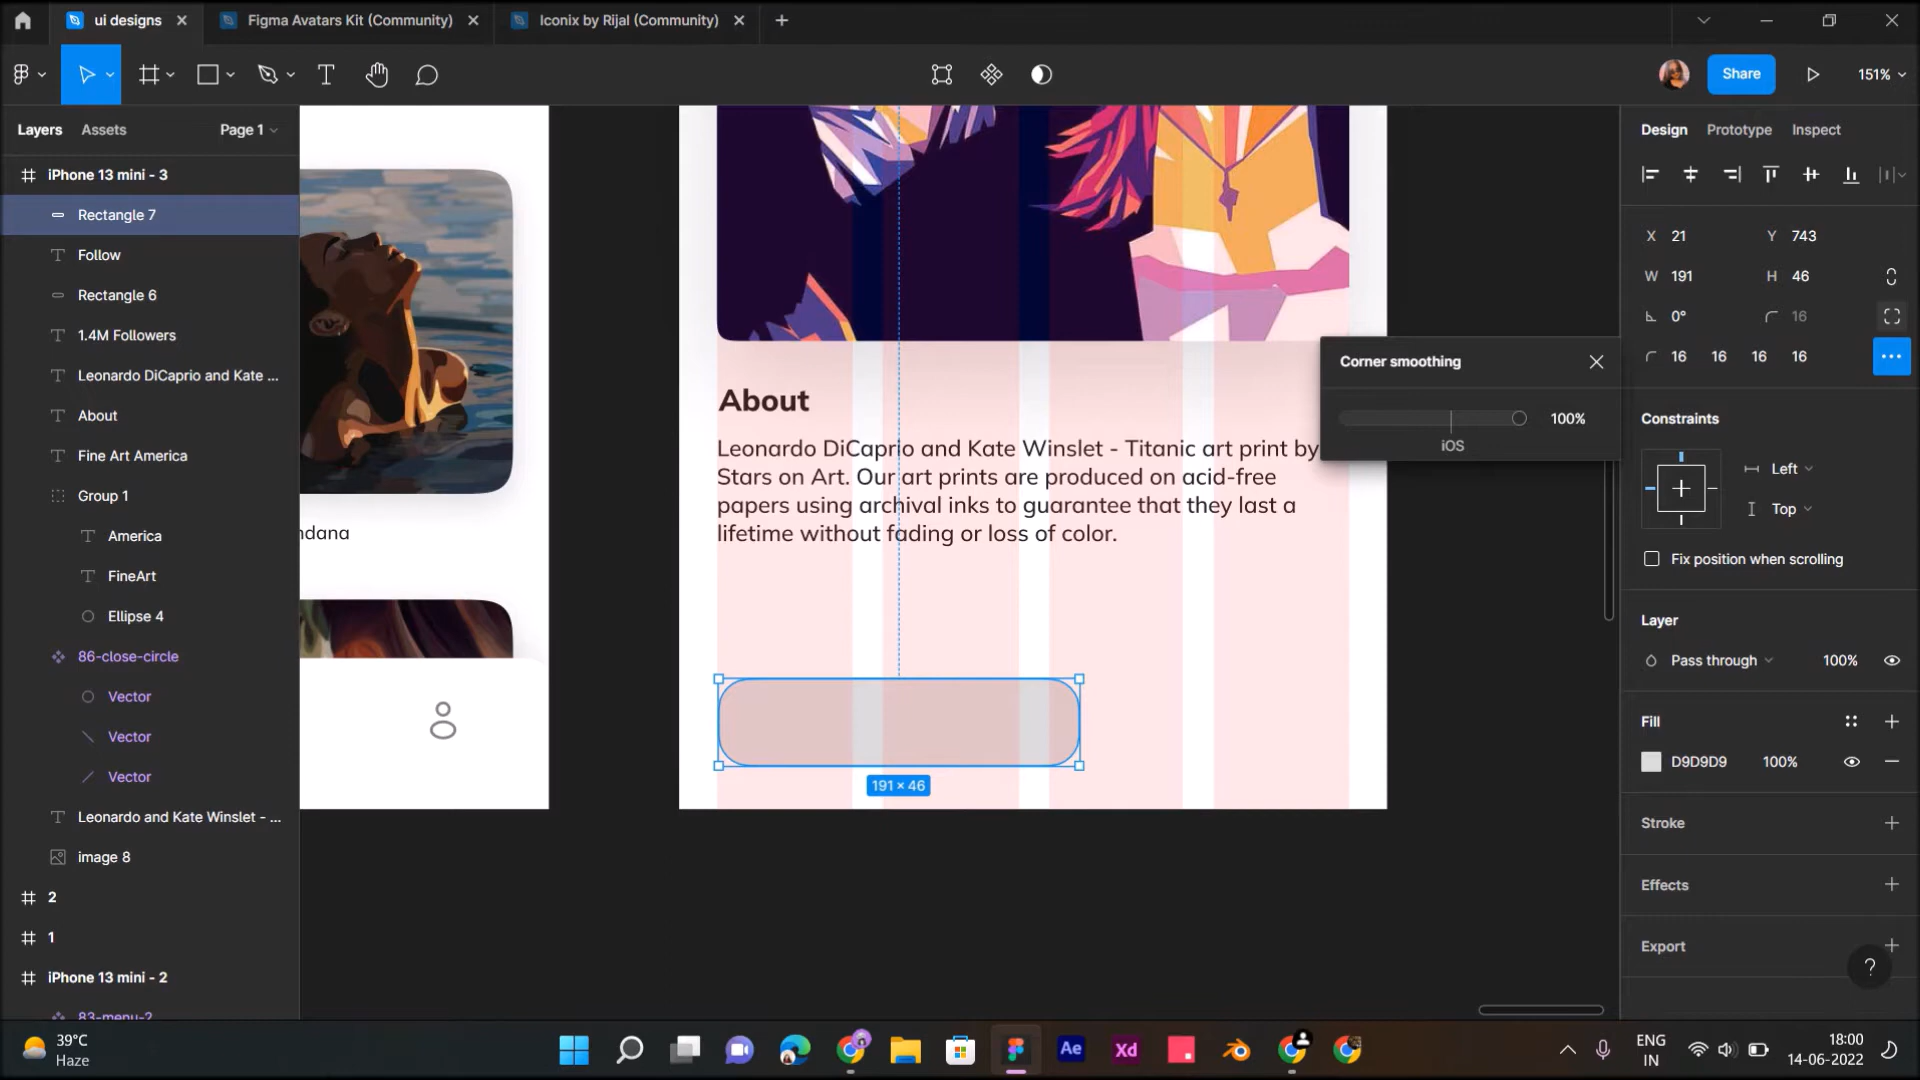 ui designs
Figma Avatars Kit (Community)
Iconix by Rijal (Community)
Share
151%
Layers
Assets
Page 1
iPhone 13 mini - 3
Rectangle 7
Follow
Rectangle 6
1.4M Followers
Leonardo DiCaprio and Kate ...
About
Fine Art America
Group 1
America
FineArt
Ellipse 4
86-close-circle
Vector
Vector
Vector
Leonardo and Kate Winslet - ...
image 8
2
1
iPhone 13 mini - 2
83-menu-2
ndana
About
Leonardo DiCaprio and Kate Winslet - Titanic art print by
Stars on Art. Our art prints are produced on acid-free
papers using archival inks to guarantee that they last a
lifetime without fading or loss of color.
191 × 46
Corner smoothing
100%
iOS
Design
Prototype
Inspect
X 21 Y 743
W 191 H 46
0° 16
16 16 16 16
Constraints
Left
Top
Fix position when scrolling
Layer
Pass through 100%
Fill
D9D9D9 100%
Stroke
Effects
Export
?
39°C
Haze
Ae
Xd
ENG
IN
18:00
14-06-2022